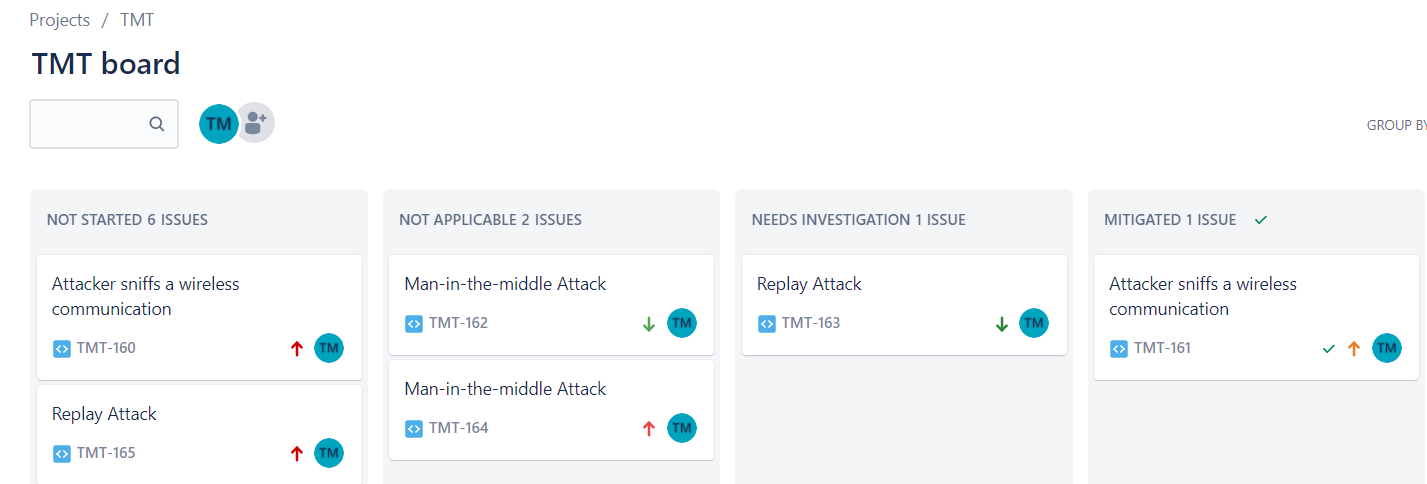 Projects / TMT
TMT board
TM
GROUP BY
NOT STARTED 6 ISSUES
Attacker sniffs a wireless
communication
TMT-160
TM
Replay Attack
TMT-165
TM
NOT APPLICABLE 2 ISSUES
Man-in-the-middle Attack
TMT-162
TM
Man-in-the-middle Attack
TMT-164
TM
NEEDS INVESTIGATION 1 ISSUE
Replay Attack
TMT-163
TM
MITIGATED 1 ISSUE
Attacker sniffs a wireless
communication
TMT-161
TM